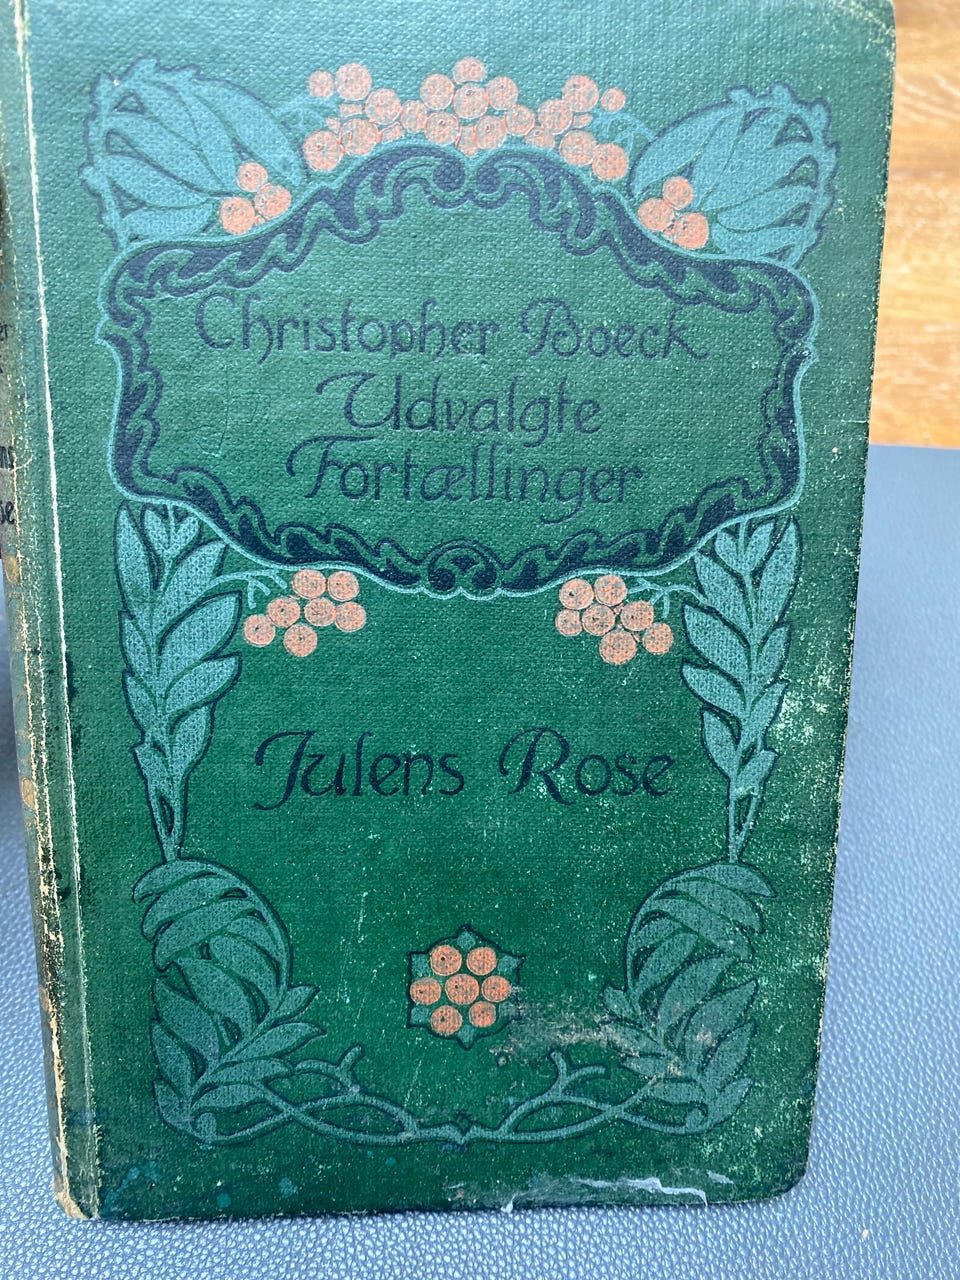 Christopher Boeck
Udvalgte
Fortællinger
Julens Rose